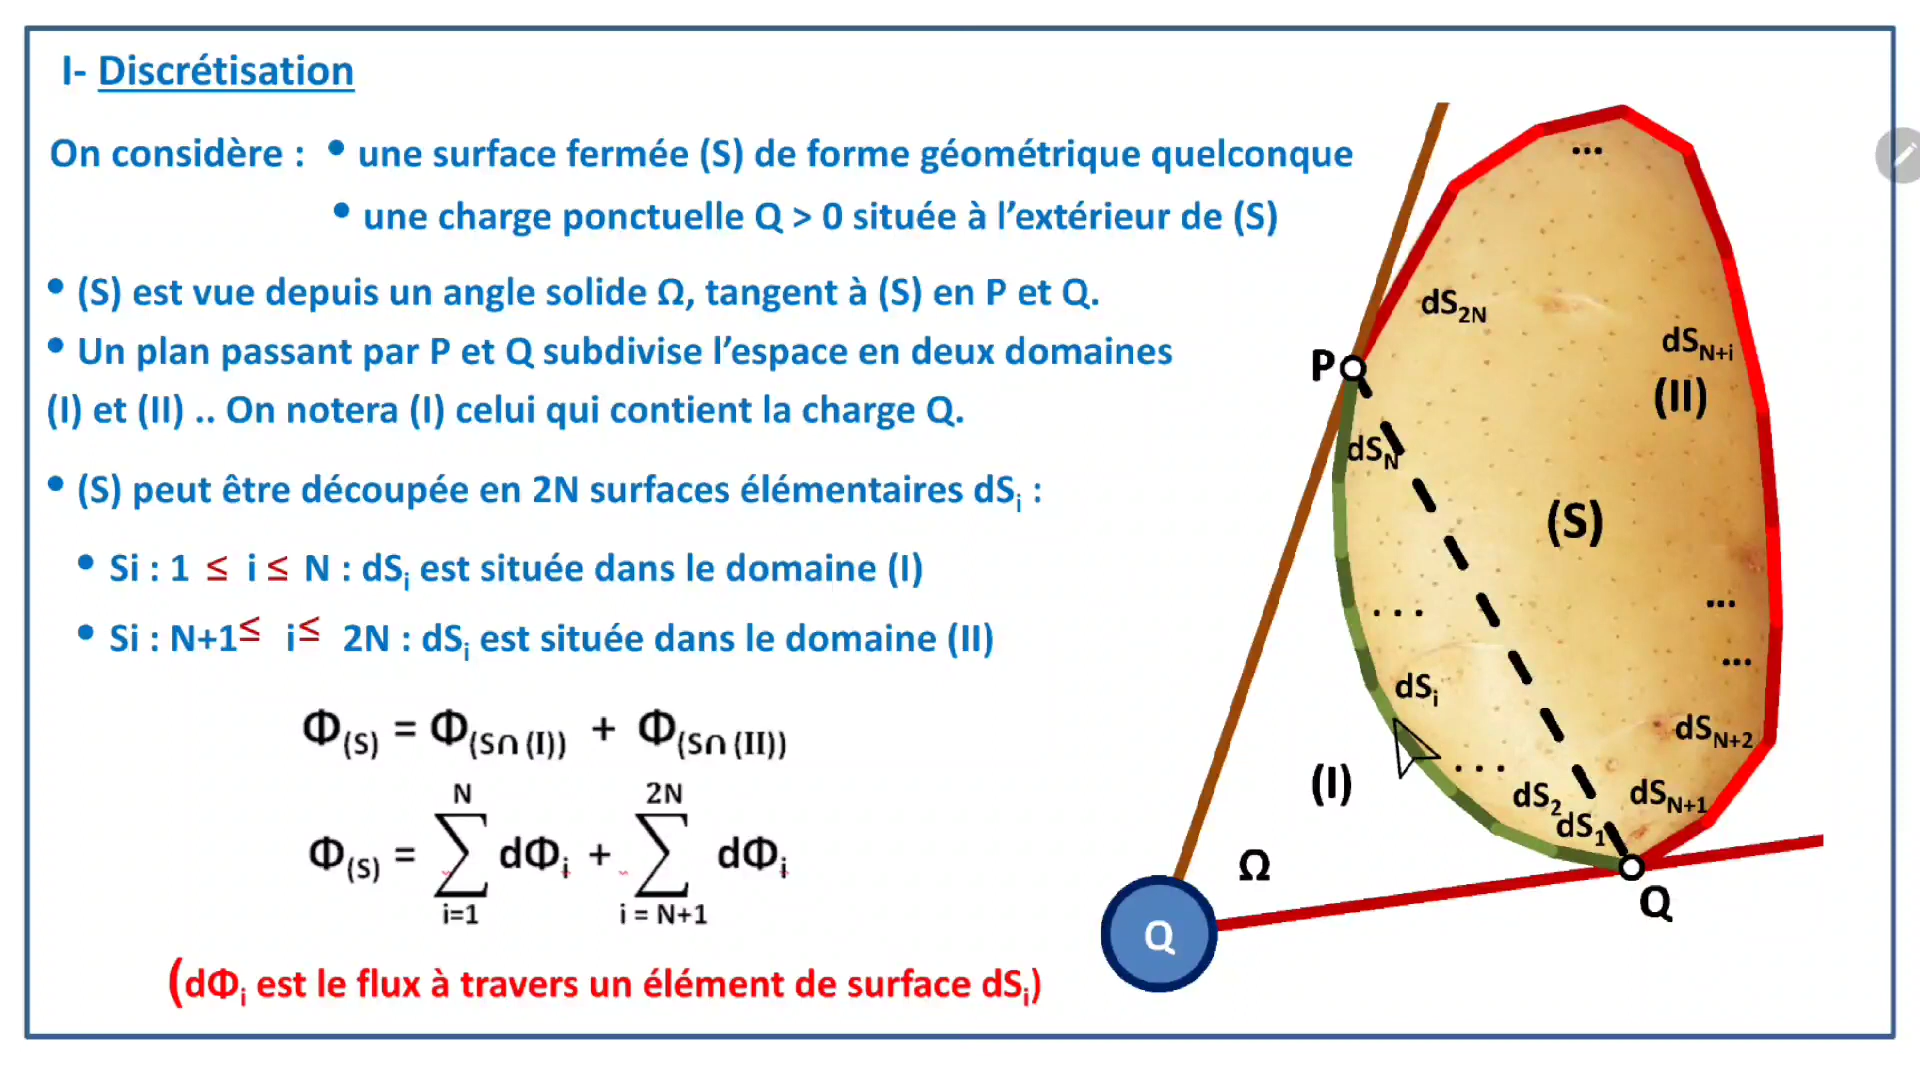 I- Discrétisation
On considère : • une surface fermée (S) de forme géométrique quelconque
• une charge ponctuelle Q > 0 située à l’extérieur de (S)
• (S) est vue depuis un angle solide Ω, tangent à (S) en P et Q.
• Un plan passant par P et Q subdivise l’espace en deux domaines
(I) et (II) .. On notera (I) celui qui contient la charge Q.
• (S) peut être découpée en 2N surfaces élémentaires dSi :
• Si : 1 ≤ i ≤ N : dSi est située dans le domaine (I)
• Si : N+1 ≤ i ≤ 2N : dSi est située dans le domaine (II)
Φ(S) = Φ(S∩ (I)) + Φ(S∩ (II))
N 2N
Φ(S) = ∑ dΦi + ∑ dΦi
i=1 i = N+1
(dΦi est le flux à travers un élément de surface dSi)
...
dS2N
dSN+i
P
(II)
dSN
(S)
...
...
...
dSi
dSN+2
(I)
...
dS2
dSN+1
dS1
Ω
Q
Q